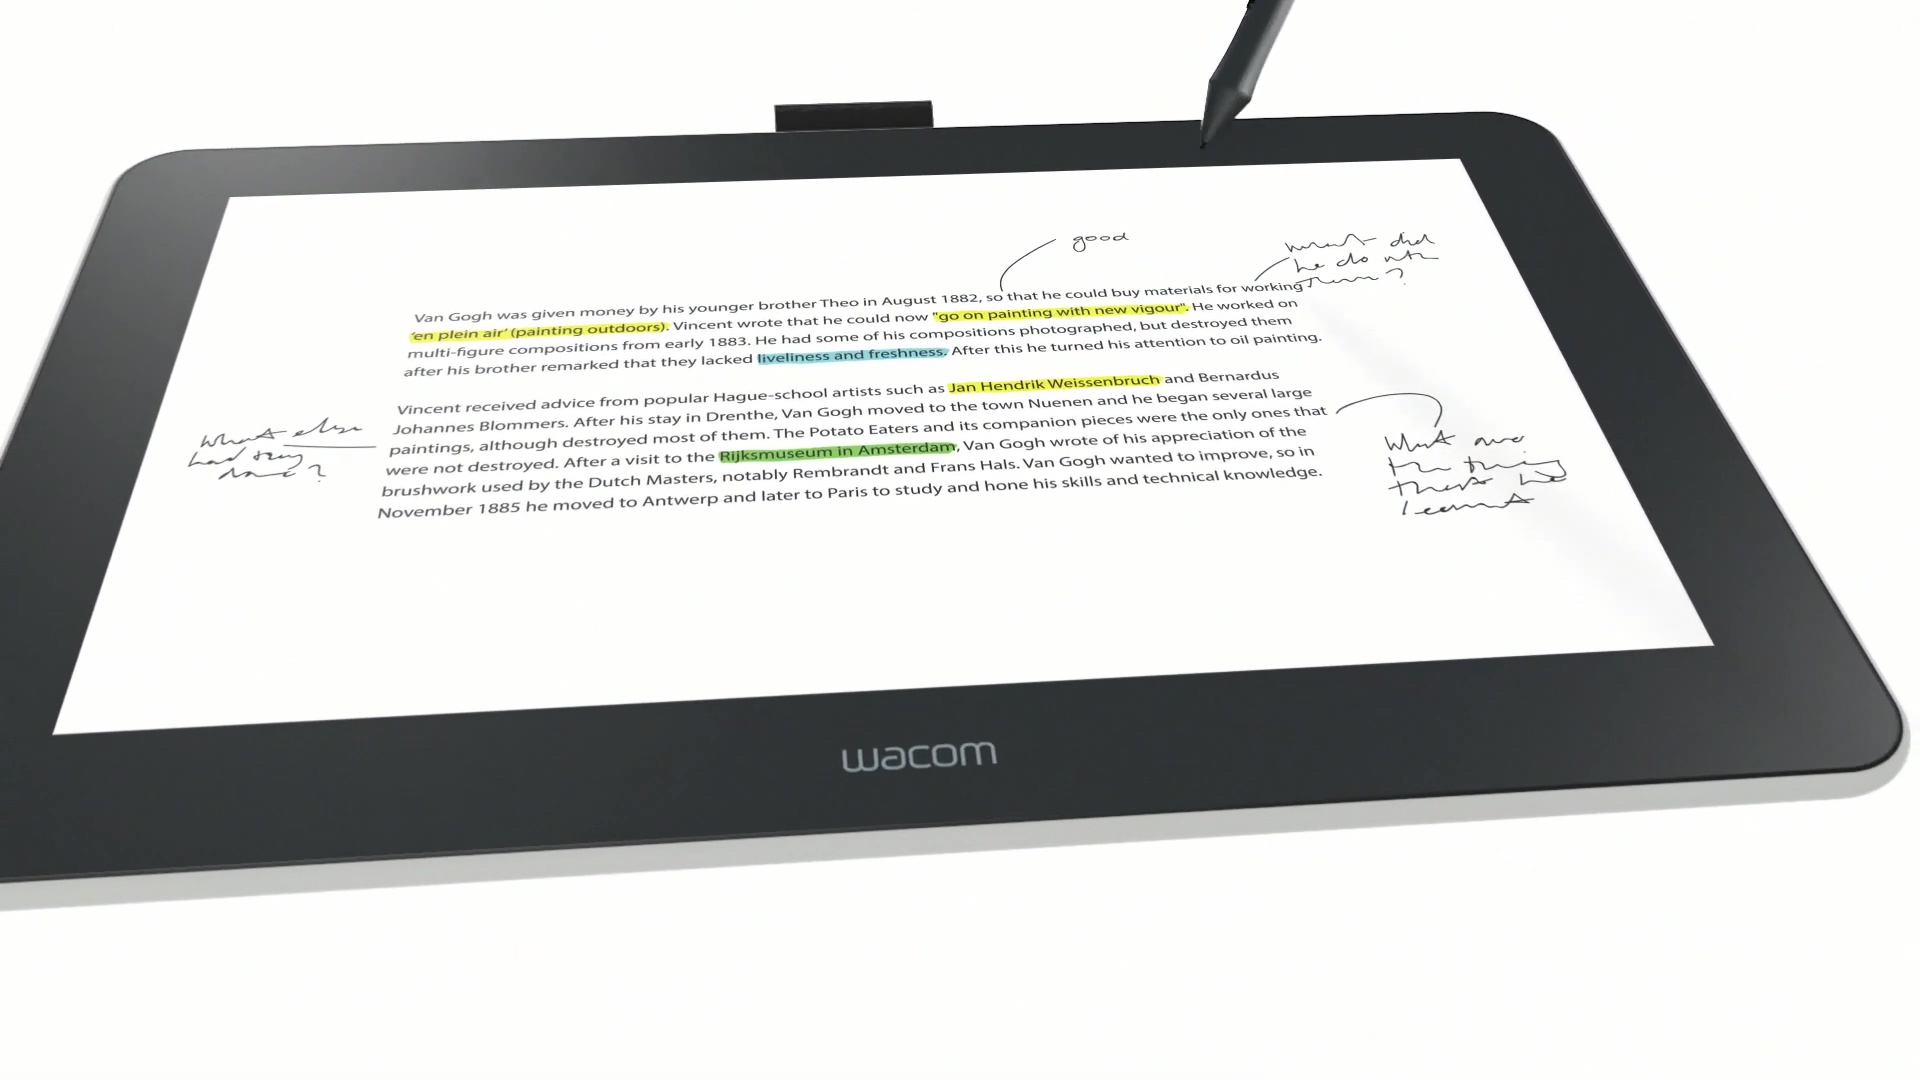 good
what did
he do with
them?
Van Gogh was given money by his younger brother Theo in August 1882, so that he could buy materials for working
'en plein air' (painting outdoors). Vincent wrote that he could now "go on painting with new vigour". He worked on
multi-figure compositions from early 1883. He had some of his compositions photographed, but destroyed them
after his brother remarked that they lacked liveliness and freshness. After this he turned his attention to oil painting.
Vincent received advice from popular Hague-school artists such as Jan Hendrik Weissenbruch and Bernardus
Johannes Blommers. After his stay in Drenthe, Van Gogh moved to the town Nuenen and he began several large
paintings, although destroyed most of them. The Potato Eaters and its companion pieces were the only ones that
were not destroyed. After a visit to the Rijksmuseum in Amsterdam, Van Gogh wrote of his appreciation of the
brushwork used by the Dutch Masters, notably Rembrandt and Frans Hals. Van Gogh wanted to improve, so in
November 1885 he moved to Antwerp and later to Paris to study and hone his skills and technical knowledge.
What else
had they
done?
What are
the things
that he
learnt
wacom